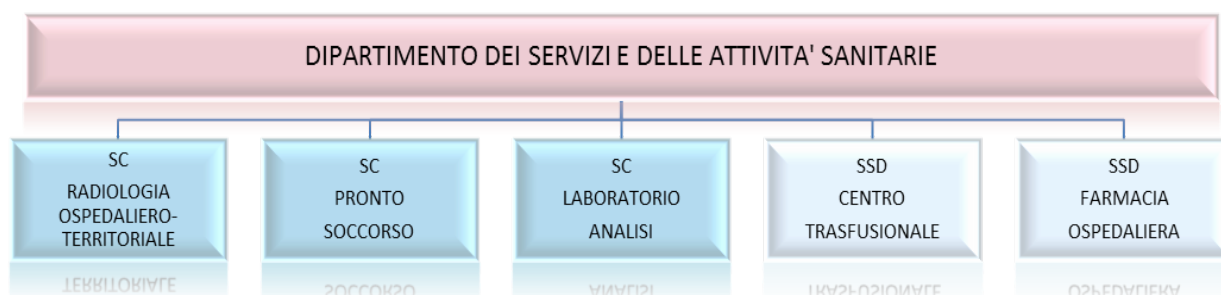 DIPARTIMENTO DEI SERVIZI E DELLE ATTIVITA' SANITARIE
SC
RADIOLOGIA
OSPEDALIERO-
TERRITORIALE
SC
PRONTO
SOCCORSO
SC
LABORATORIO
ANALISI
SSD
CENTRO
TRASFUSIONALE
SSD
FARMACIA
OSPEDALIERA